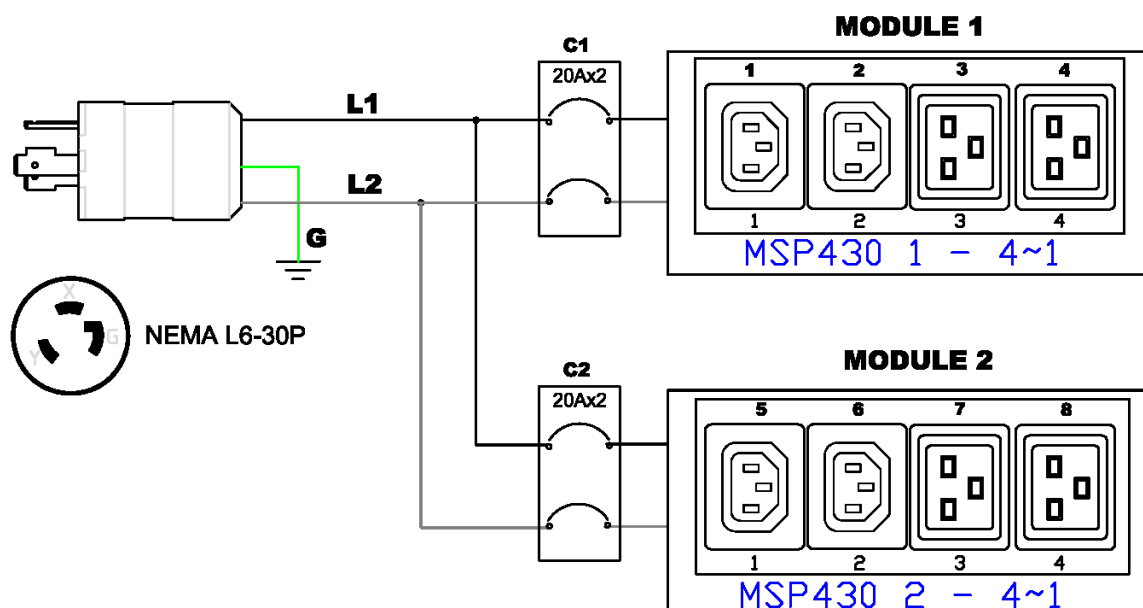 MODULE 1
C1
20Ax2
1 2 3 4
L1
L2
G
1 2 3 4
MSP430 1 - 4~1
X
G
Y
NEMA L6-30P
MODULE 2
C2
20Ax2
5 6 7 8
1 2 3 4
MSP430 2 - 4~1